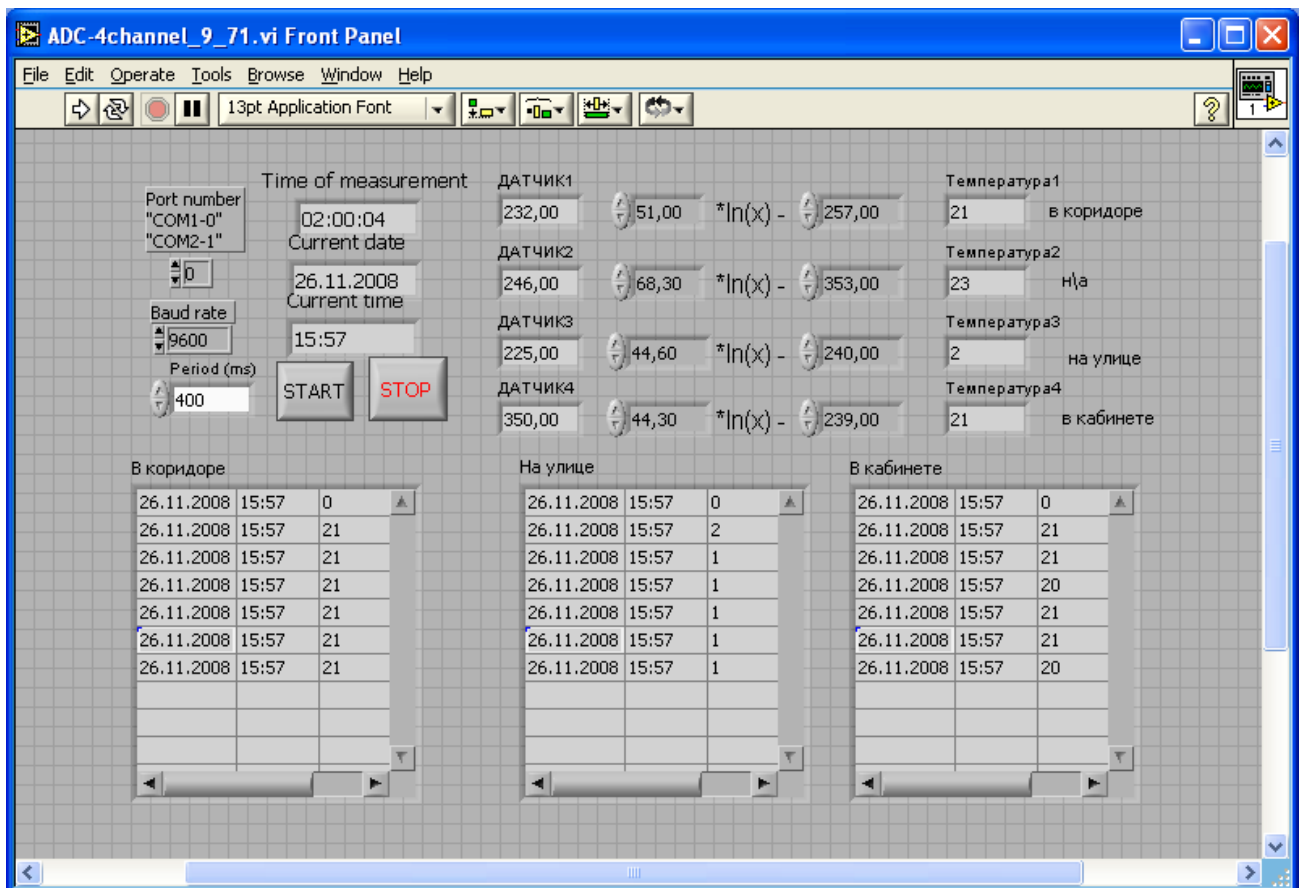 ADC-4channel_9_71.vi Front Panel
File Edit Operate Tools Browse Window Help
13pt Application Font
1
Port number
"COM1-0"
"COM2-1"
0
Baud rate
9600
Period (ms)
400
Time of measurement
02:00:04
Current date
26.11.2008
Current time
15:57
START STOP
ДАТЧИК1 Температура1
232,00 51,00 *ln(x) - 257,00 21 в коридоре
ДАТЧИК2 Температура2
246,00 68,30 *ln(x) - 353,00 23 н\а
ДАТЧИК3 Температура3
225,00 44,60 *ln(x) - 240,00 2 на улице
ДАТЧИК4 Температура4
350,00 44,30 *ln(x) - 239,00 21 в кабинете
В коридоре
26.11.2008 15:57 0
26.11.2008 15:57 21
26.11.2008 15:57 21
26.11.2008 15:57 21
26.11.2008 15:57 21
26.11.2008 15:57 21
26.11.2008 15:57 21
На улице
26.11.2008 15:57 0
26.11.2008 15:57 2
26.11.2008 15:57 1
26.11.2008 15:57 1
26.11.2008 15:57 1
26.11.2008 15:57 1
26.11.2008 15:57 1
В кабинете
26.11.2008 15:57 0
26.11.2008 15:57 21
26.11.2008 15:57 21
26.11.2008 15:57 20
26.11.2008 15:57 21
26.11.2008 15:57 21
26.11.2008 15:57 20